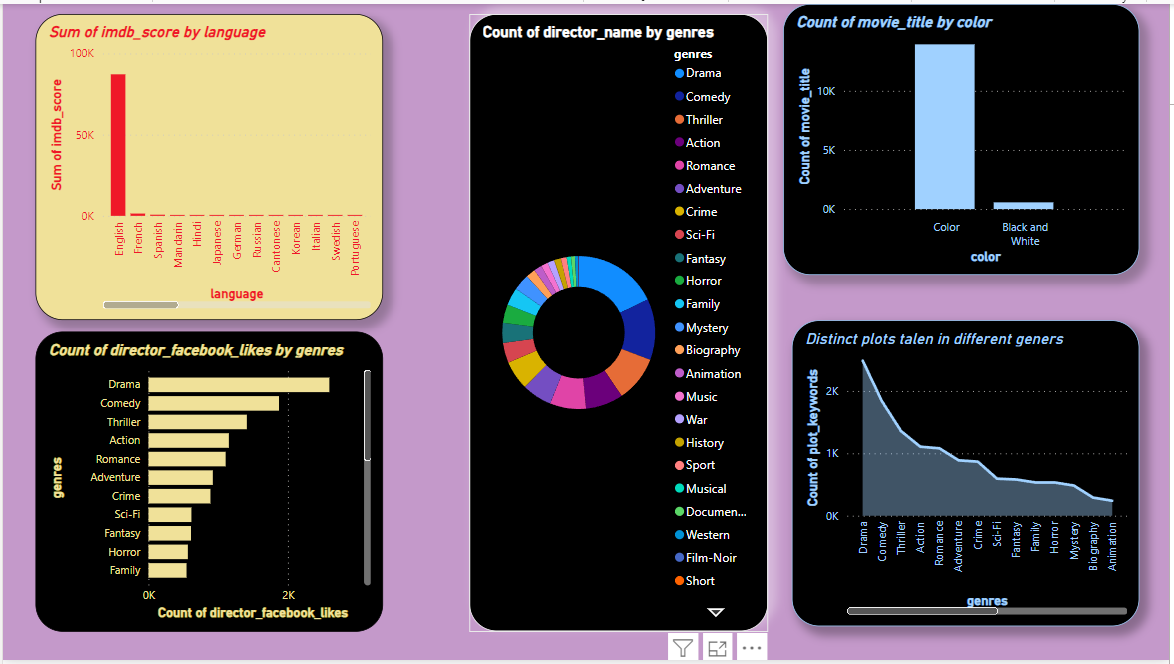 Sum of imdb_score by language
100K
50K
0K
Sum of imdb_score
English
French
Spanish
Mandarin
Hindi
Japanese
German
Russian
Cantonese
Korean
Italian
Swedish
Portuguese
language
Count of director_facebook_likes by genres
genres
Drama
Comedy
Thriller
Action
Romance
Adventure
Crime
Sci-Fi
Fantasy
Horror
Family
0K
2K
Count of director_facebook_likes
Count of director_name by genres
genres
Drama
Comedy
Thriller
Action
Romance
Adventure
Crime
Sci-Fi
Fantasy
Horror
Family
Mystery
Biography
Animation
Music
War
History
Sport
Musical
Documen...
Western
Film-Noir
Short
Count of movie_title by color
Count of movie_title
10K
5K
0K
Color
Black and
White
color
Distinct plots talen in different geners
Count of plot_keywords
2K
1K
0K
Drama
Comedy
Thriller
Action
Romance
Adventure
Crime
Sci-Fi
Fantasy
Family
Horror
Mystery
Biography
Animation
genres